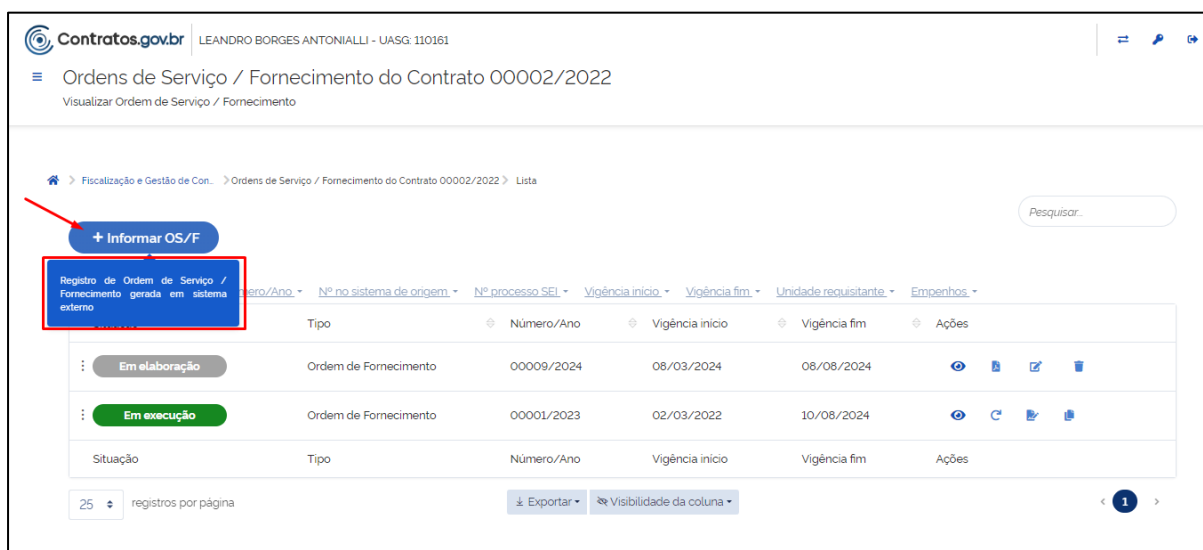 Contratos.gov.br LEANDRO BORGES ANTONIALLI - UASG: 110161
Ordens de Serviço / Fornecimento do Contrato 00002/2022
Visualizar Ordem de Serviço / Fornecimento
Fiscalização e Gestão de Con... Ordens de Serviço / Fornecimento do Contrato 00002/2022 Lista
Pesquisar...
+ Informar OS/F
Registro de Ordem de Serviço /
Fornecimento gerada em sistema
externo
Nº no sistema de origem Nº processo SEI Vigência início Vigência fim Unidade requisitante Empenhos
Tipo Número/Ano Vigência início Vigência fim Ações
Em elaboração Ordem de Fornecimento 00009/2024 08/03/2024 08/08/2024
Em execução Ordem de Fornecimento 00001/2023 02/03/2022 10/08/2024
Situação Tipo Número/Ano Vigência início Vigência fim Ações
25 registros por página Exportar Visibilidade da coluna 1